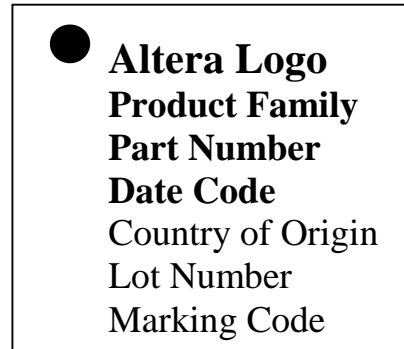 Altera Logo
Product Family
Part Number
Date Code
Country of Origin
Lot Number
Marking Code